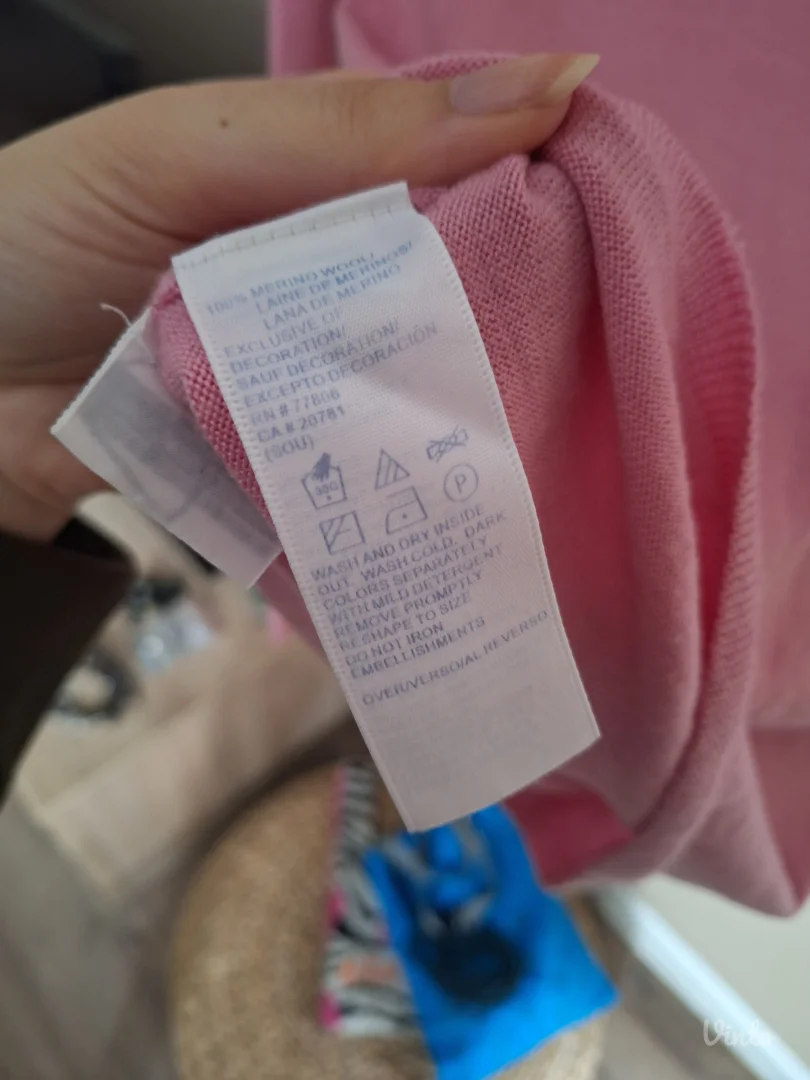 100% MERINO WOOL/
LAINE DE MERINOS/
LANA DE MERINO
EXCLUSIVE OF
DECORATION/
SAUF DECORATION/
EXCEPTO DECORACIÓN
RN # 77806
CA # 20781
(SOU)
30C
P
WASH AND DRY INSIDE
OUT. WASH COLD. DARK
COLORS SEPARATELY
WITH MILD DETERGENT
REMOVE PROMPTLY
RESHAPE TO SIZE
DO NOT IRON
EMBELLISHMENTS
OVER/VERSO/AL REVERSO